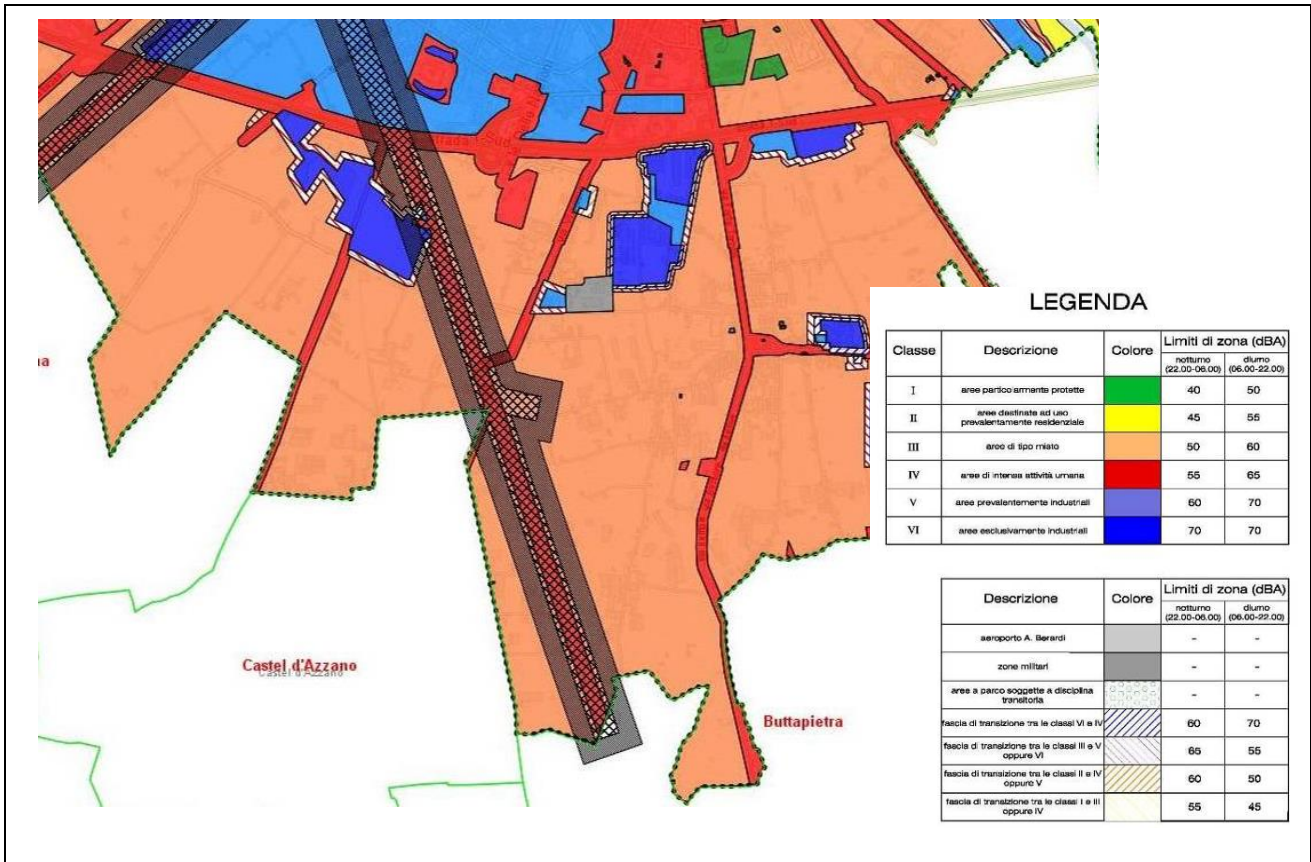 na
Castel d'Azzano
Castel d'Azzano
Buttapietra
LEGENDA
Classe Descrizione Colore Limiti di zona (dBA)
notturno (22.00-06.00) diurno (06.00-22.00)
I aree particolarmente protette 40 50
II aree destinate ad uso
prevalentemente residenziale 45 55
III aree di tipo misto 50 60
IV aree di intensa attività umana 55 65
V aree prevalentemente industriali 60 70
VI aree esclusivamente industriali 70 70
Descrizione Colore Limiti di zona (dBA)
notturno (22.00-06.00) diurno (06.00-22.00)
aeroporto A. Berardi - -
zone militari - -
aree a parco soggette a disciplina
transitoria - -
fascia di transizione tra le classi VI e IV 60 70
fascia di transizione tra le classi III e V
oppure VI 65 55
fascia di transizione tra le classi II e IV
oppure V 60 50
fascia di transizione tra le classi I e III
oppure IV 55 45